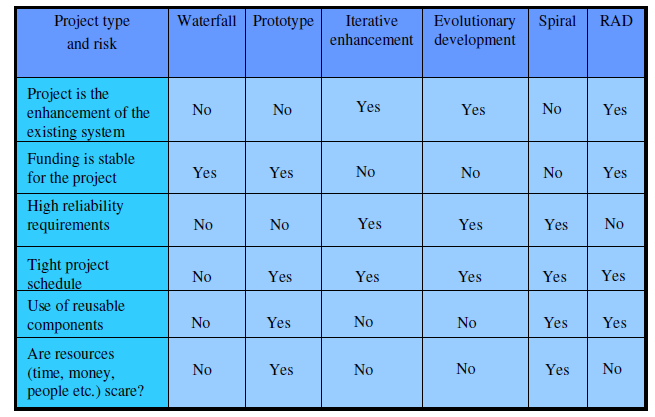 Project type and risk Waterfall Prototype Iterative enhancement Evolutionary development Spiral RAD
Project is the enhancement of the existing system No No Yes Yes No Yes
Funding is stable for the project Yes Yes No No No Yes
High reliability requirements No No Yes Yes Yes No
Tight project schedule No Yes Yes Yes Yes Yes
Use of reusable components No Yes No No Yes Yes
Are resources (time, money, people etc.) scare? No Yes No No Yes No